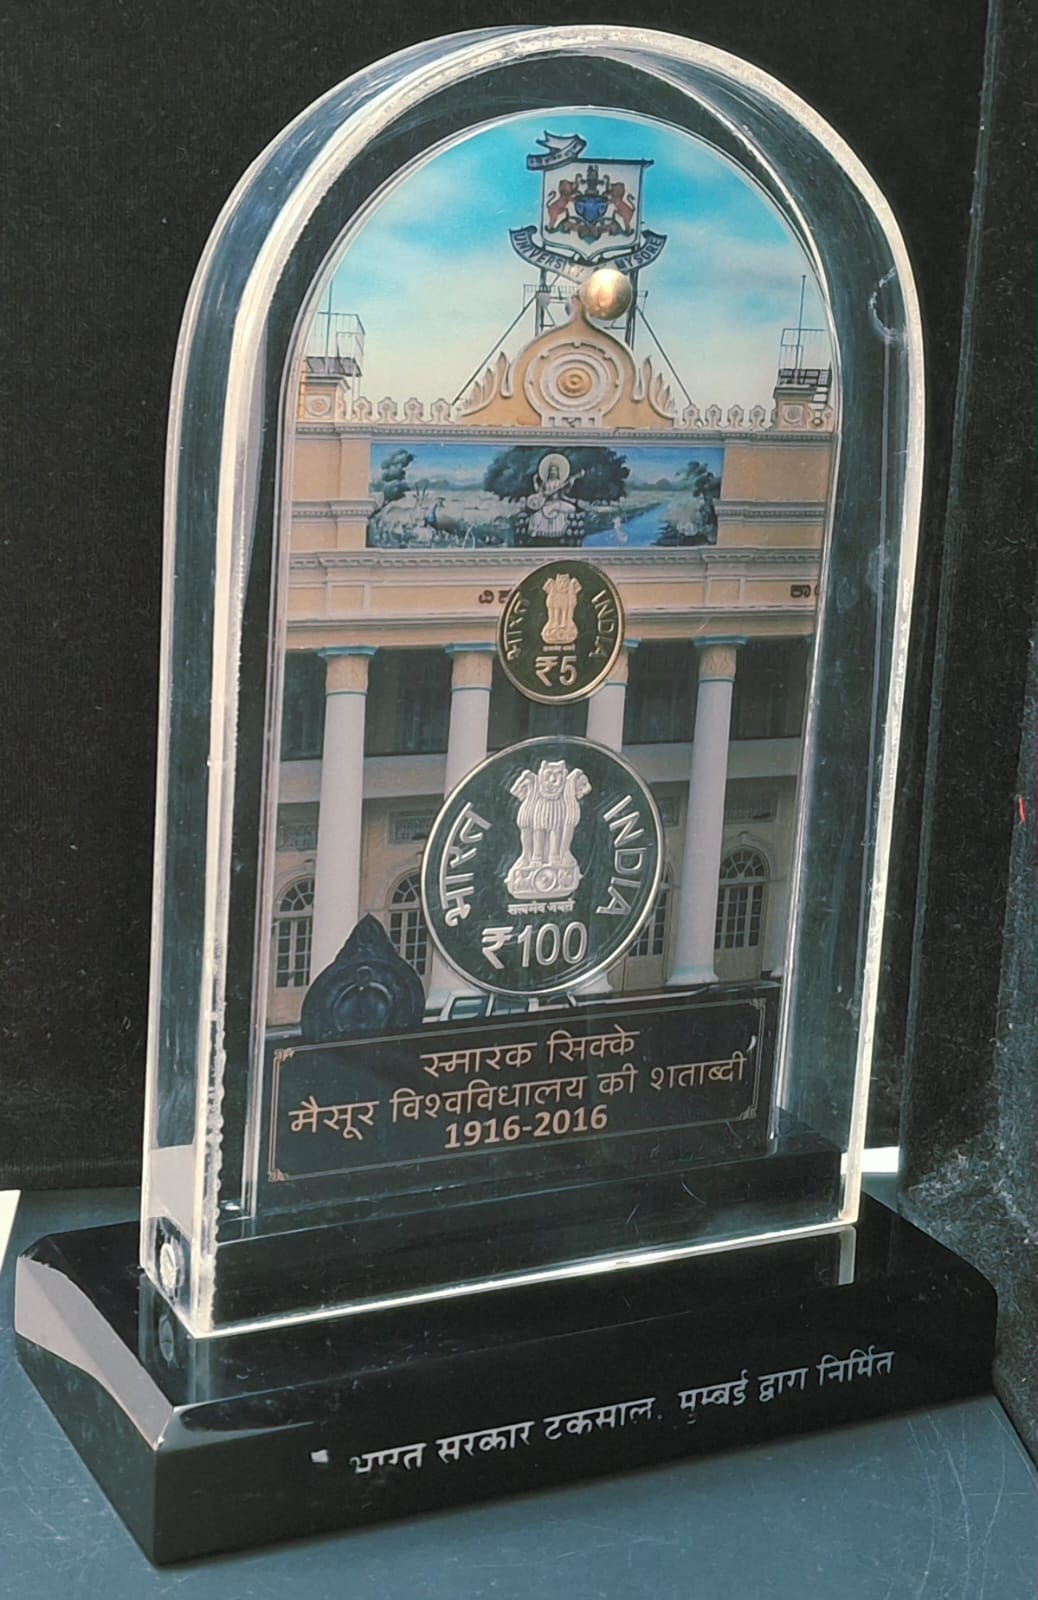 UNIVERSITY MYSORE
भारत INDIA
₹5
भारत INDIA
सत्यमेव जयते
₹100
स्मारक सिक्के
मैसूर विश्वविधालय की शताब्दी
1916-2016
भारत सरकार टकसाल, मुम्बई द्वारा निर्मित